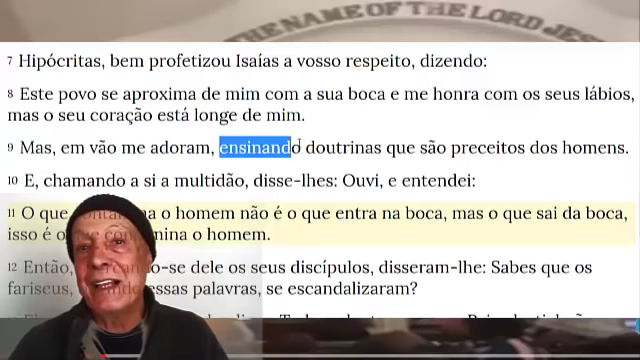 THE NAME OF THE LORD JES
7 Hipócritas, bem profetizou Isaías a vosso respeito, dizendo:
8 Este povo se aproxima de mim com a sua boca e me honra com os seus lábios,
mas o seu coração está longe de mim.
9 Mas, em vão me adoram, ensinando doutrinas que são preceitos dos homens.
10 E, chamando a si a multidão, disse-lhes: Ouvi, e entendei:
11 O que o homem não é o que entra na boca, mas o que sai da boca,
isso é o mina o homem.
12 Então, -se dele os seus discípulos, disseram-lhe: Sabes que os
fariseus, essas palavras, se escandalizaram?